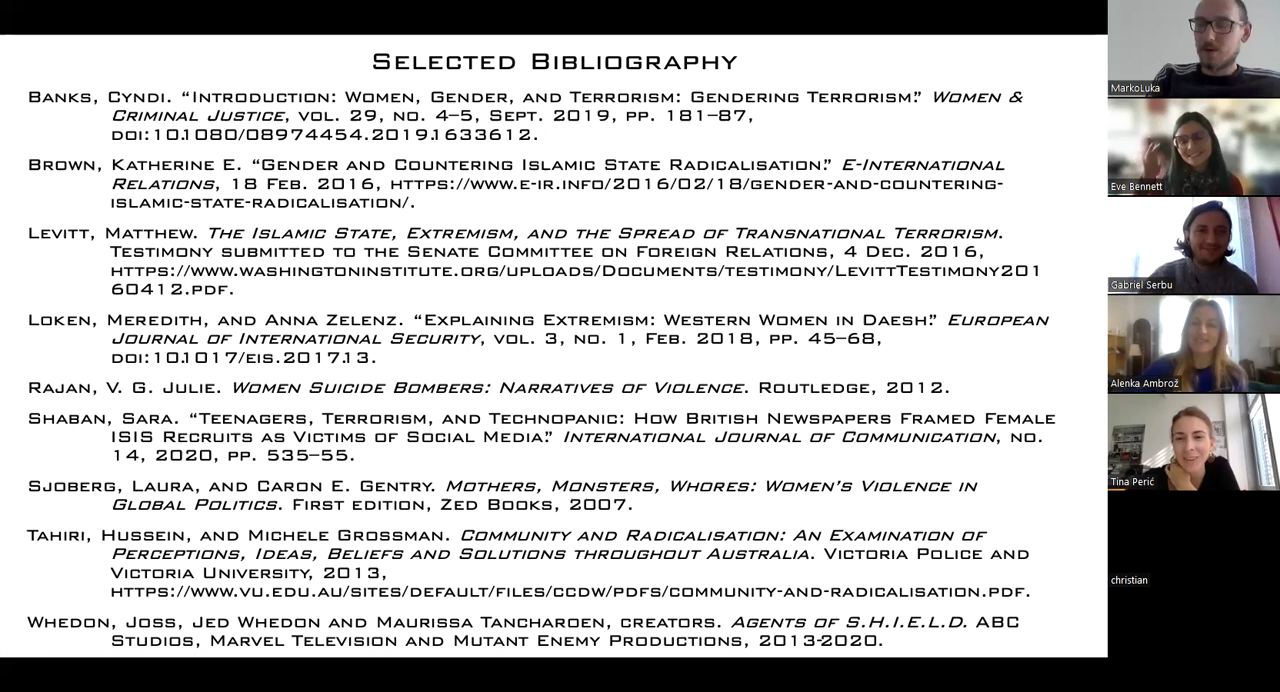 Selected Bibliography
Banks, Cyndi. “Introduction: Women, Gender, and Terrorism: Gendering Terrorism.” Women &
Criminal Justice, vol. 29, no. 4–5, Sept. 2019, pp. 181–87,
doi:10.1080/08974454.2019.1633612.
Brown, Katherine E. “Gender and Countering Islamic State Radicalisation.” E-International
Relations, 18 Feb. 2016, https://www.e-ir.info/2016/02/18/gender-and-countering-
islamic-state-radicalisation/.
Levitt, Matthew. The Islamic State, Extremism, and the Spread of Transnational Terrorism.
Testimony submitted to the Senate Committee on Foreign Relations, 4 Dec. 2016,
https://www.washingtoninstitute.org/uploads/Documents/testimony/LevittTestimony201
60412.pdf.
Loken, Meredith, and Anna Zelenz. “Explaining Extremism: Western Women in Daesh.” European
Journal of International Security, vol. 3, no. 1, Feb. 2018, pp. 45–68,
doi:10.1017/eis.2017.13.
Rajan, V. G. Julie. Women Suicide Bombers: Narratives of Violence. Routledge, 2012.
Shaban, Sara. “Teenagers, Terrorism, and Technopanic: How British Newspapers Framed Female
ISIS Recruits as Victims of Social Media.” International Journal of Communication, no.
14, 2020, pp. 535–55.
Sjoberg, Laura, and Caron E. Gentry. Mothers, Monsters, Whores: Women’s Violence in
Global Politics. First edition, Zed Books, 2007.
Tahiri, Hussein, and Michele Grossman. Community and Radicalisation: An Examination of
Perceptions, Ideas, Beliefs and Solutions throughout Australia. Victoria Police and
Victoria University, 2013,
https://www.vu.edu.au/sites/default/files/ccdw/pdfs/community-and-radicalisation.pdf.
Whedon, Joss, Jed Whedon and Maurissa Tancharoen, creators. Agents of S.H.I.E.L.D. ABC
Studios, Marvel Television and Mutant Enemy Productions, 2013-2020.
MarkoLuka
Eve Bennett
Gabriel Serbu
Alenka Ambrož
Tina Perić
christian